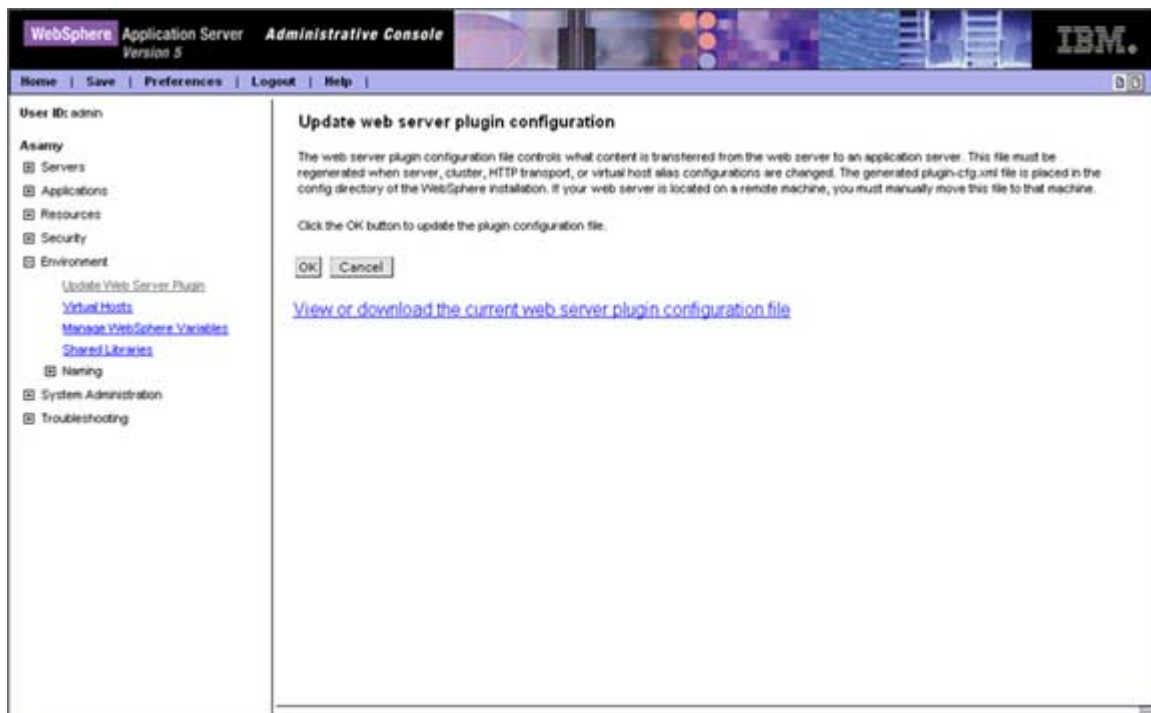 WebSphere Application Server Administrative Console
Version 5
IBM.
Home | Save | Preferences | Logout | Help |
User ID: admin
Asamy
Servers
Applications
Resources
Security
Environment
Update Web Server Plugin
Virtual Hosts
Manage WebSphere Variables
Shared Libraries
Naming
System Administration
Troubleshooting
Update web server plugin configuration
The web server plugin configuration file controls what content is transferred from the web server to an application server. This file must be
regenerated when server, cluster, HTTP transport, or virtual host alias configurations are changed. The generated plugin-cfg.xml file is placed in the
config directory of the WebSphere installation. If your web server is located on a remote machine, you must manually move this file to that machine.
Click the OK button to update the plugin configuration file.
OK Cancel
View or download the current web server plugin configuration file